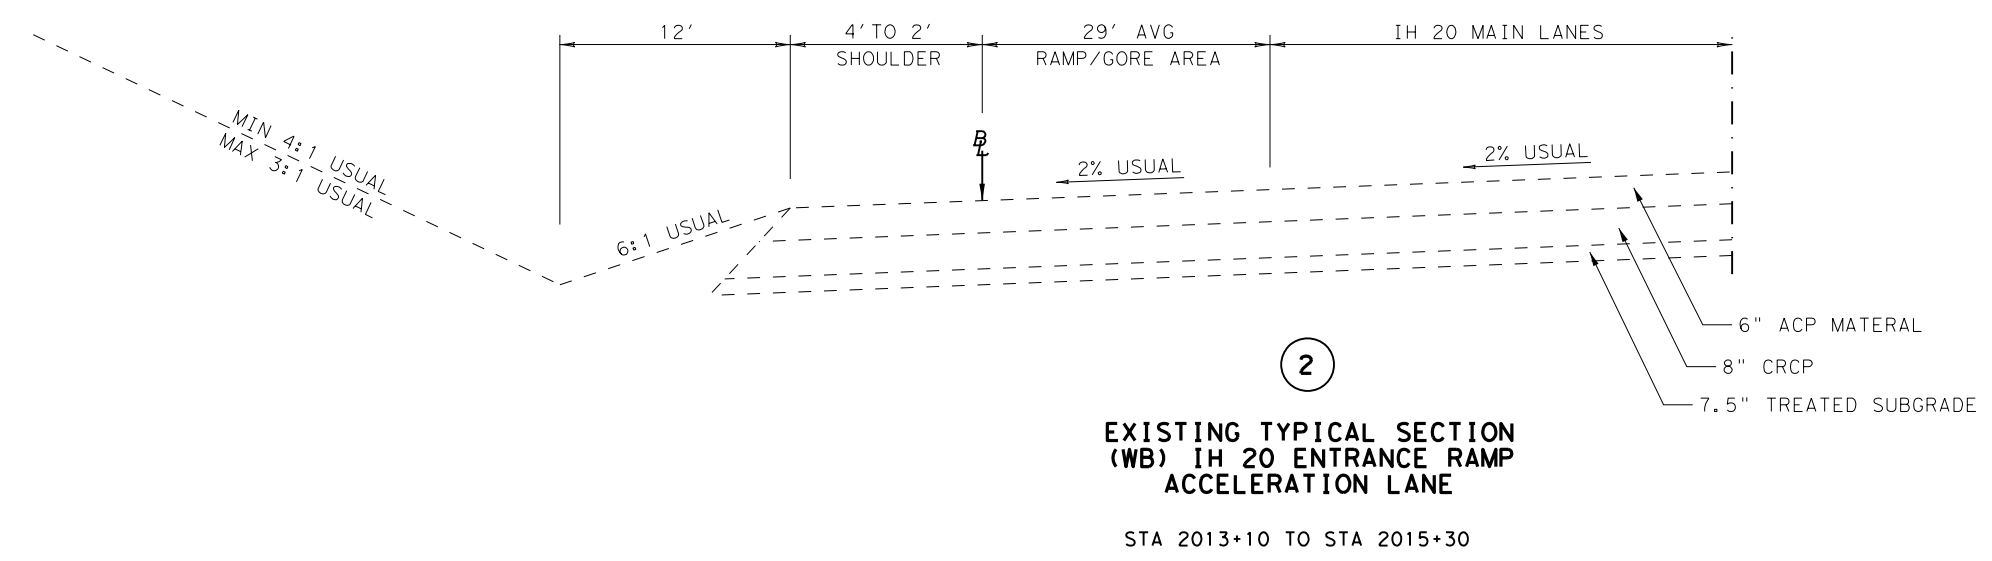 12'
4' TO 2'
SHOULDER
29' AVG
RAMP/GORE AREA
IH 20 MAIN LANES
MIN 4:1 USUAL
MAX 3:1 USUAL
6:1 USUAL
BL
2% USUAL
2% USUAL
6" ACP MATERAL
8" CRCP
7.5" TREATED SUBGRADE
2
EXISTING TYPICAL SECTION
(WB) IH 20 ENTRANCE RAMP
ACCELERATION LANE
STA 2013+10 TO STA 2015+30